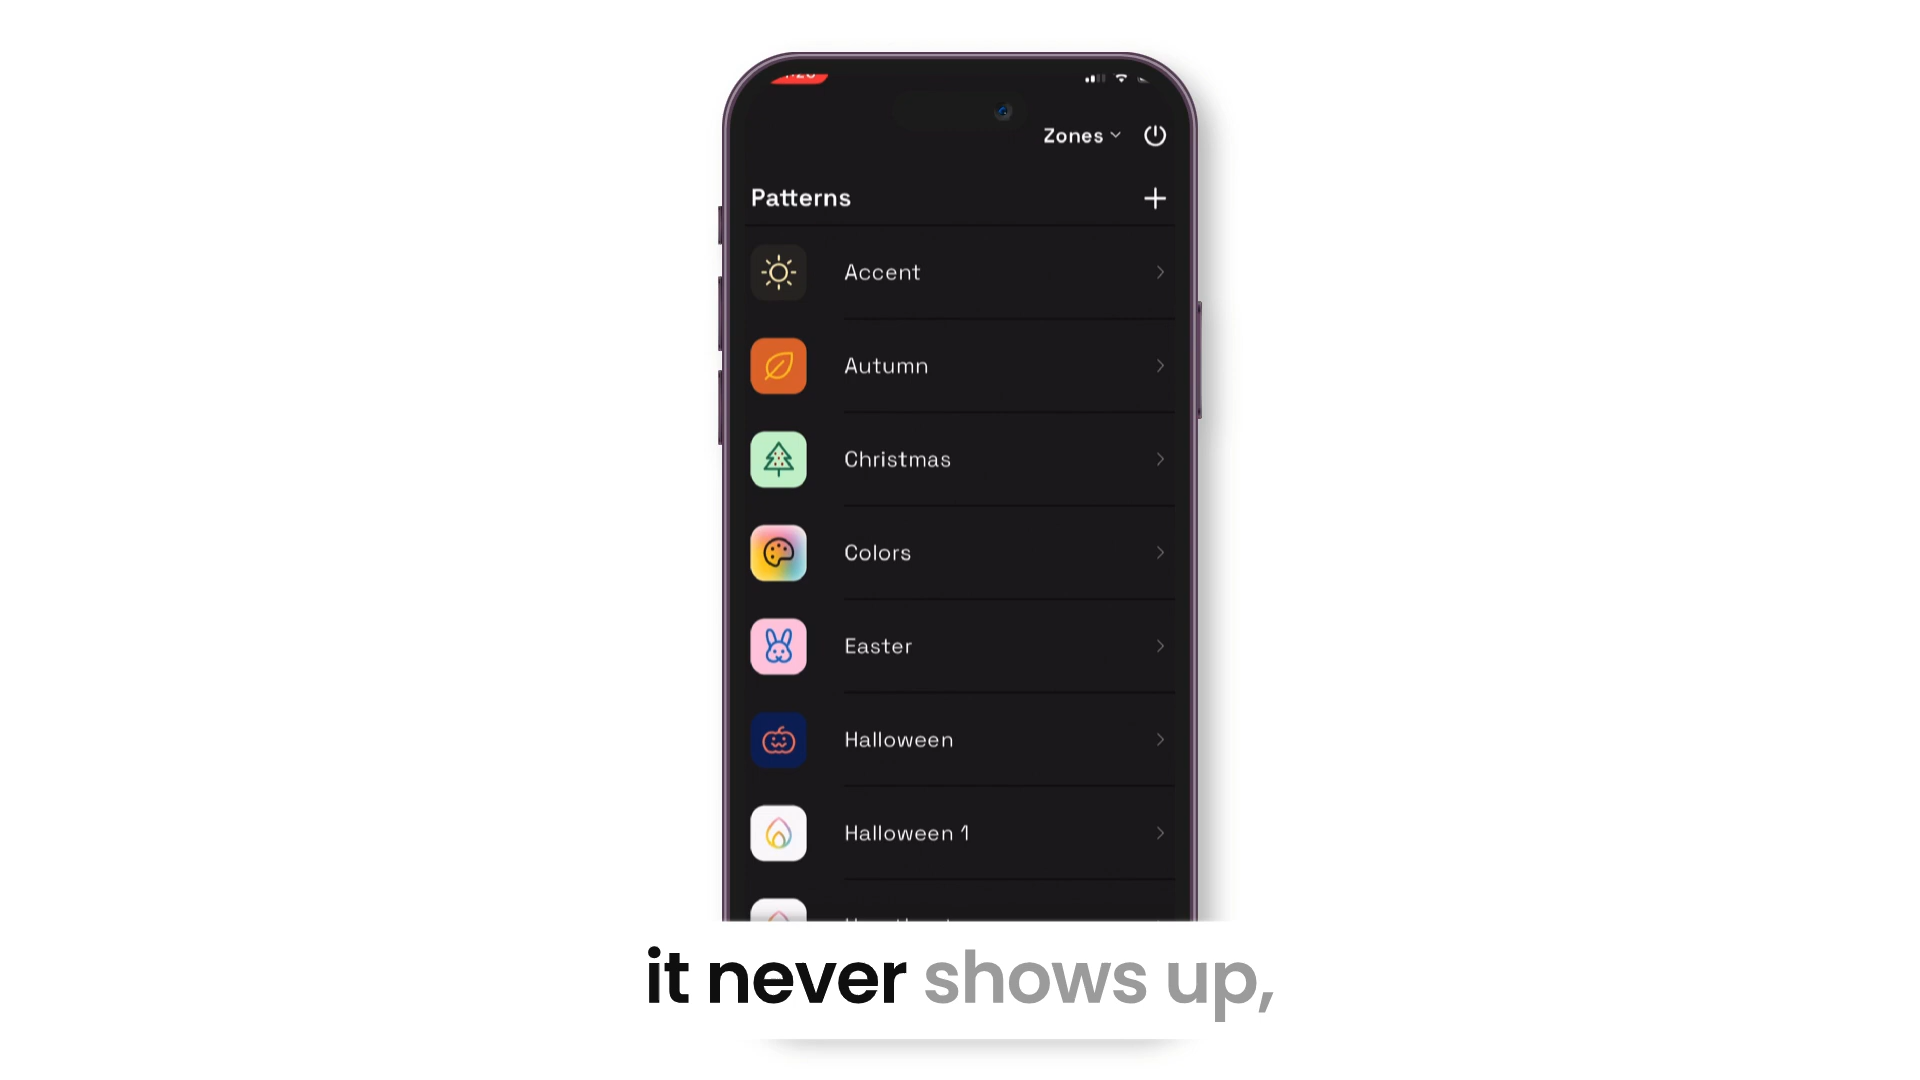 Zones
Patterns
Accent
Autumn
Christmas
Colors
Easter
Halloween
Halloween 1
it never shows up,